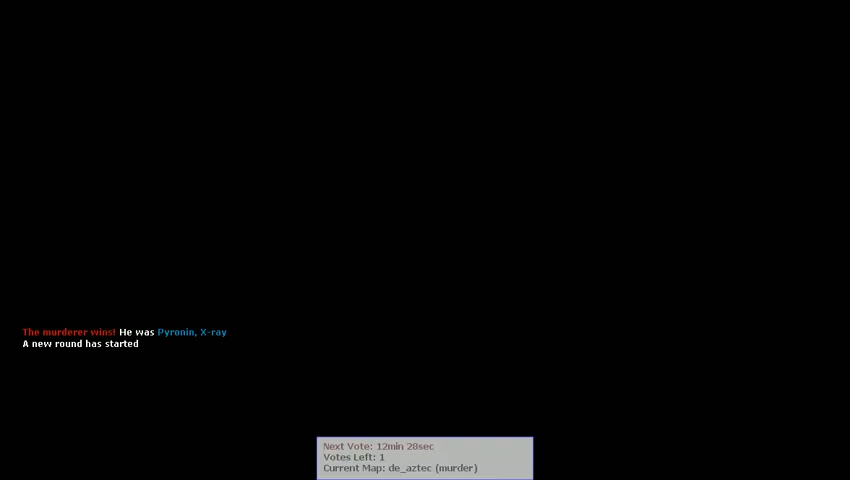 The murderer wins! He was Pyronin, X-ray
A new round has started
Next Vote: 12min 28sec
Votes Left: 1
Current Map: de_aztec (murder)